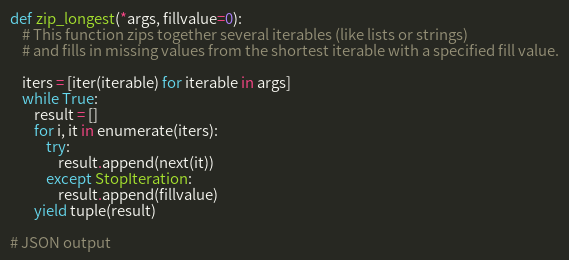 def zip_longest(*args, fillvalue=0):
    # This function zips together several iterables (like lists or strings)
    # and fills in missing values from the shortest iterable with a specified fill value.

    iters = [iter(iterable) for iterable in args]
    while True:
        result = []
        for i, it in enumerate(iters):
            try:
                result.append(next(it))
            except StopIteration:
                result.append(fillvalue)
        yield tuple(result)

# JSON output